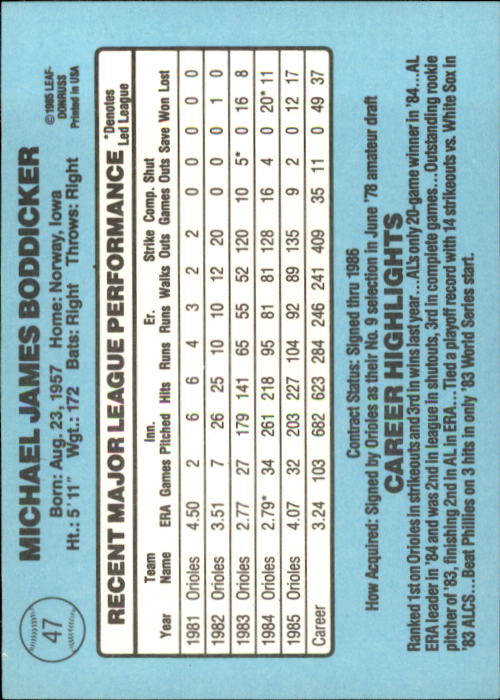 47
MICHAEL JAMES BODDICKER
Born: Aug. 23, 1957 Home: Norway, Iowa
Ht.: 5'11" Wgt.: 172 Bats: Right Throws: Right
©1985 LEAF-
DONRUSS
Printed in USA
RECENT MAJOR LEAGUE PERFORMANCE
*Denotes
Led League
Team Inn. Er. Strike Comp. Shut
Year Name ERA Games Pitched Hits Runs Runs Walks Outs Games Outs Save Won Lost
1981 Orioles 4.50 2 6 6 4 3 2 2 0 0 0 0 0
1982 Orioles 3.51 7 26 25 10 10 12 20 0 0 0 1 0
1983 Orioles 2.77 27 179 141 65 55 52 120 10 5* 0 16 8
1984 Orioles 2.79* 34 261 218 95 81 81 128 16 4 0 20* 11
1985 Orioles 4.07 32 203 227 104 92 89 135 9 2 0 12 17
Career 3.24 103 682 623 284 246 241 409 35 11 0 49 37
Contract Status: Signed thru 1986
How Acquired: Signed by Orioles as their No. 9 selection in June '78 amateur draft
CAREER HIGHLIGHTS
Ranked 1st on Orioles in strikeouts and 3rd in wins last year...AL's only 20-game winner in '84...AL
ERA leader in '84 and was 2nd in league in shutouts, 3rd in complete games...Outstanding rookie
pitcher of '83, finishing 2nd in AL in ERA...Tied a playoff record with 14 strikeouts vs. White Sox in
'83 ALCS...Beat Phillies on 3 hits in only '83 World Series start.